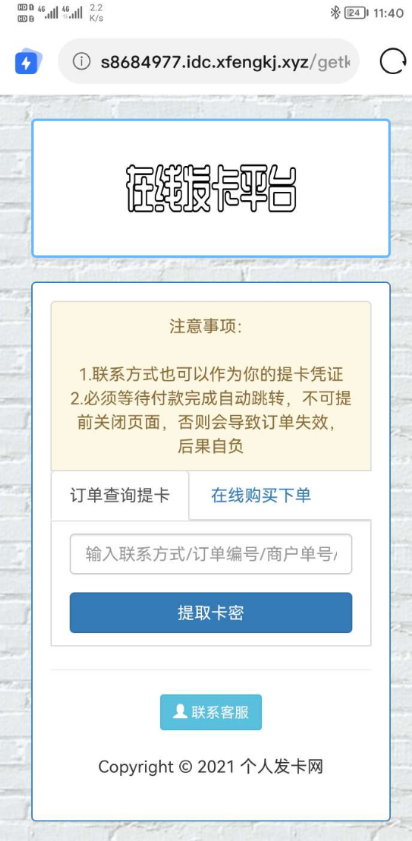 4G 4G 2.2 K/s 24 11:40
s8684977.idc.xfengkj.xyz/getk
在线发卡平台
注意事项：
1.联系方式也可以作为你的提卡凭证
2.必须等待付款完成自动跳转，不可提
前关闭页面，否则会导致订单失效，
后果自负
订单查询提卡 在线购买下单
输入联系方式/订单编号/商户单号/
提取卡密
联系客服
Copyright © 2021 个人发卡网